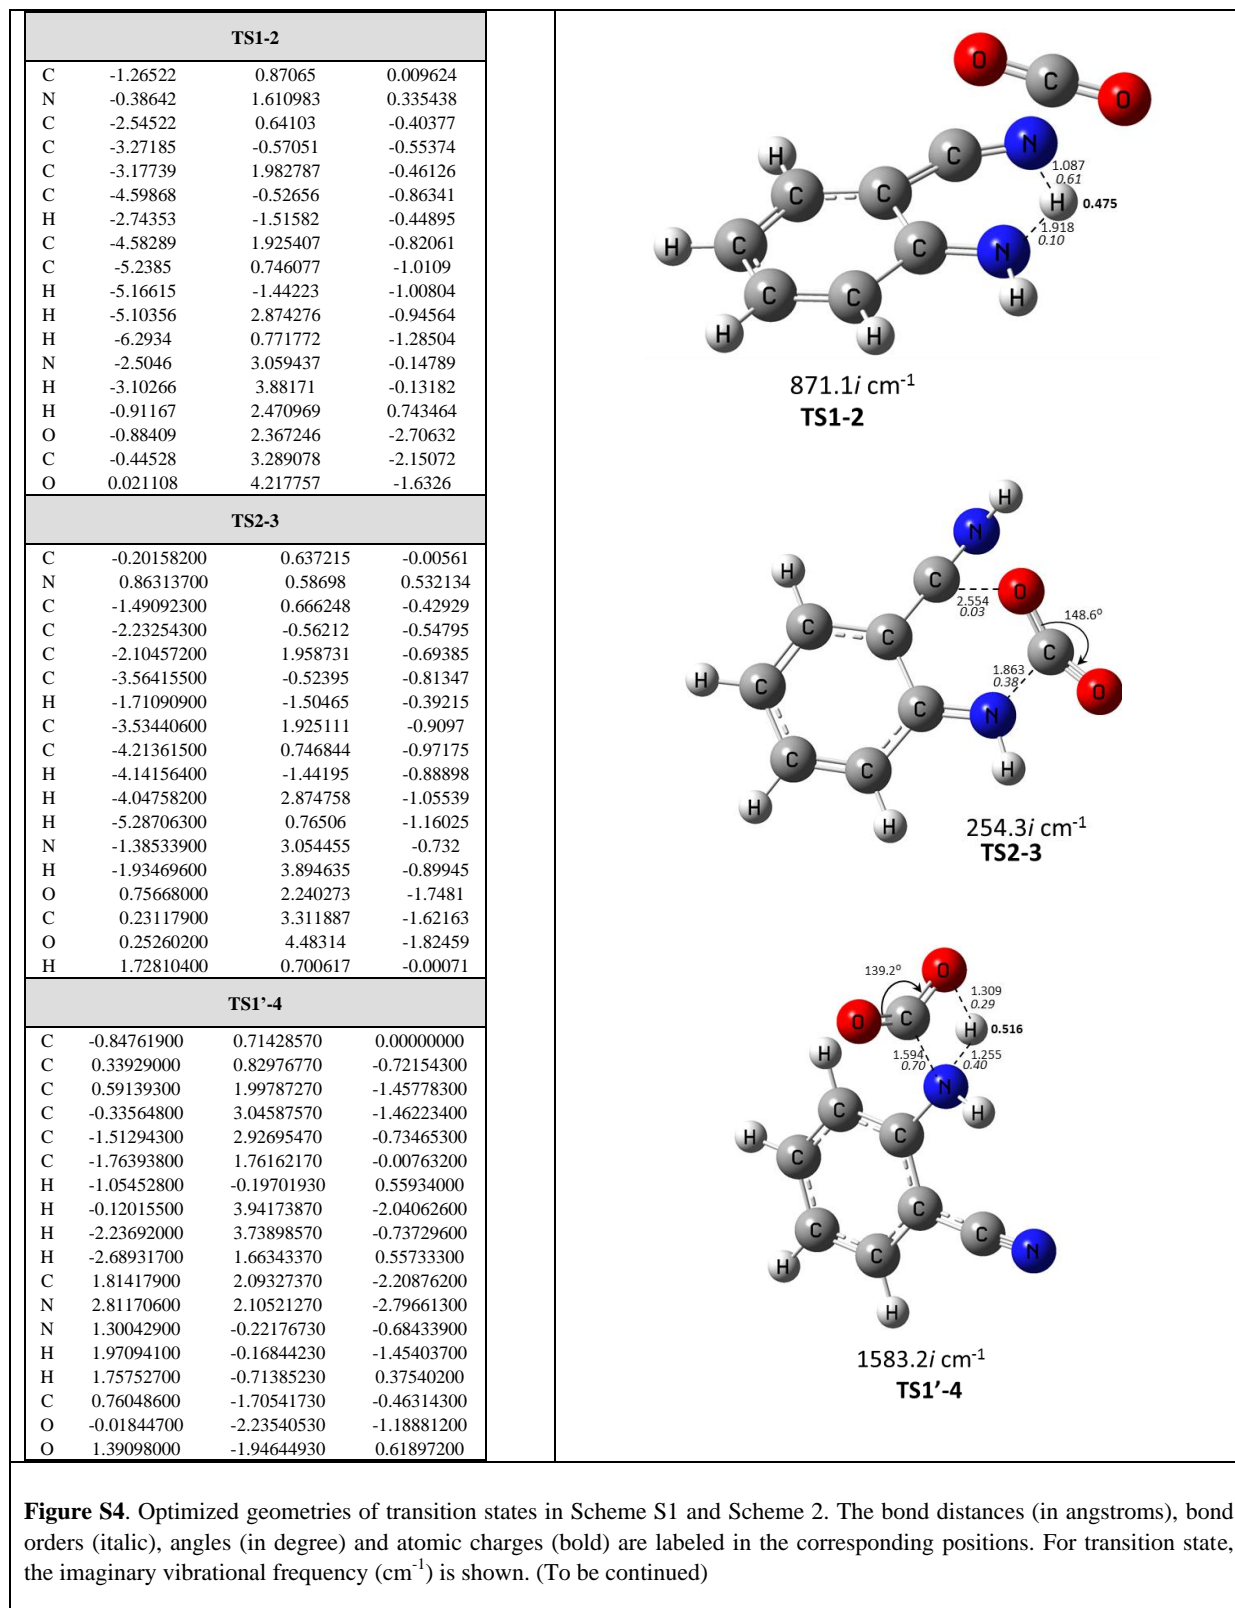 TS1-2
C -1.26522 0.87065 0.009624
N -0.38642 1.610983 0.335438
C -2.54522 0.64103 -0.40377
C -3.27185 -0.57051 -0.55374
C -3.17739 1.982787 -0.46126
C -4.59868 -0.52656 -0.86341
H -2.74353 -1.51582 -0.44895
C -4.58289 1.925407 -0.82061
C -5.2385 0.746077 -1.0109
H -5.16615 -1.44223 -1.00804
H -5.10356 2.874276 -0.94564
H -6.2934 0.771772 -1.28504
N -2.5046 3.059437 -0.14789
H -3.10266 3.88171 -0.13182
H -0.91167 2.470969 0.743464
O -0.88409 2.367246 -2.70632
C -0.44528 3.289078 -2.15072
O 0.021108 4.217757 -1.6326
TS2-3
C -0.20158200 0.637215 -0.00561
N 0.86313700 0.58698 0.532134
C -1.49092300 0.666248 -0.42929
C -2.23254300 -0.56212 -0.54795
C -2.10457200 1.958731 -0.69385
C -3.56415500 -0.52395 -0.81347
H -1.71090900 -1.50465 -0.39215
C -3.53440600 1.925111 -0.9097
C -4.21361500 0.746844 -0.97175
H -4.14156400 -1.44195 -0.88898
H -4.04758200 2.874758 -1.05539
H -5.28706300 0.76506 -1.16025
N -1.38533900 3.054455 -0.732
H -1.93469600 3.894635 -0.89945
O 0.75668000 2.240273 -1.7481
C 0.23117900 3.311887 -1.62163
O 0.25260200 4.48314 -1.82459
H 1.72810400 0.700617 -0.00071
TS1’-4
C -0.84761900 0.71428570 0.00000000
C 0.33929000 0.82976770 -0.72154300
C 0.59139300 1.99787270 -1.45778300
C -0.33564800 3.04587570 -1.46223400
C -1.51294300 2.92695470 -0.73465300
C -1.76393800 1.76162170 -0.00763200
H -1.05452800 -0.19701930 0.55934000
H -0.12015500 3.94173870 -2.04062600
H -2.23692000 3.73898570 -0.73729600
H -2.68931700 1.66343370 0.55733300
C 1.81417900 2.09327370 -2.20876200
N 2.81170600 2.10521270 -2.79661300
N 1.30042900 -0.22176730 -0.68433900
H 1.97094100 -0.16844230 -1.45403700
H 1.75752700 -0.71385230 0.37540200
C 0.76048600 -1.70541730 -0.46314300
O -0.01844700 -2.23540530 -1.18881200
O 1.39098000 -1.94644930 0.61897200
O C O
N
C
1.087
0.61
H 0.475
H C C
1.918
0.10
H C C N
C C H
H H
871.1i cm-1
TS1-2
H
N
H C O
2.554
0.03
148.6o
C C C
1.863
0.38
O
H C C N
C C H
H H
254.3i cm-1
TS2-3
139.2o
O
1.309
0.29
O C H 0.516
H
1.594
0.70
1.255
0.40
N
C H
H C C
C C N
H C C
H
1583.2i cm-1
TS1’-4
Figure S4. Optimized geometries of transition states in Scheme S1 and Scheme 2. The bond distances (in angstroms), bond
orders (italic), angles (in degree) and atomic charges (bold) are labeled in the corresponding positions. For transition state,
the imaginary vibrational frequency (cm-1) is shown. (To be continued)